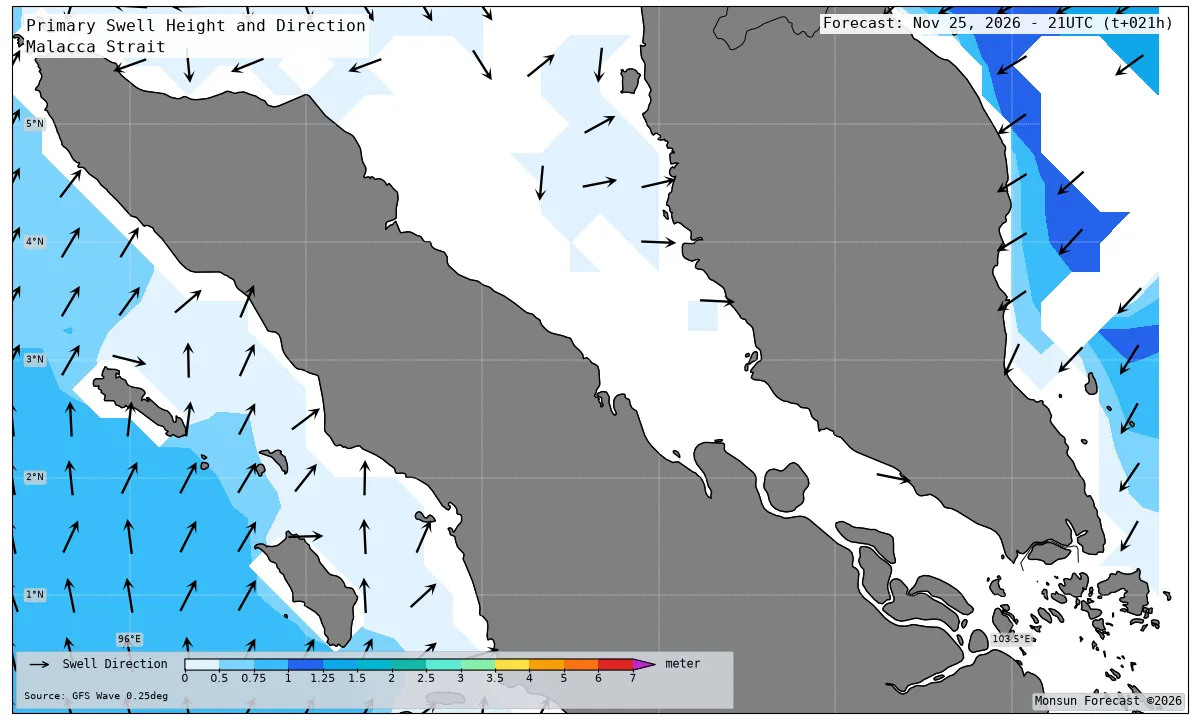 Primary Swell Height and Direction
Malacca Strait
Forecast: Nov 25, 2026 - 21UTC (t+021h)
5°N
4°N
3°N
2°N
1°N
96°E
103.5°E
Swell Direction
0 0.5 0.75 1 1.25 1.5 2 2.5 3 3.5 4 5 6 7
meter
Source: GFS Wave 0.25deg
Monsun Forecast ©2026